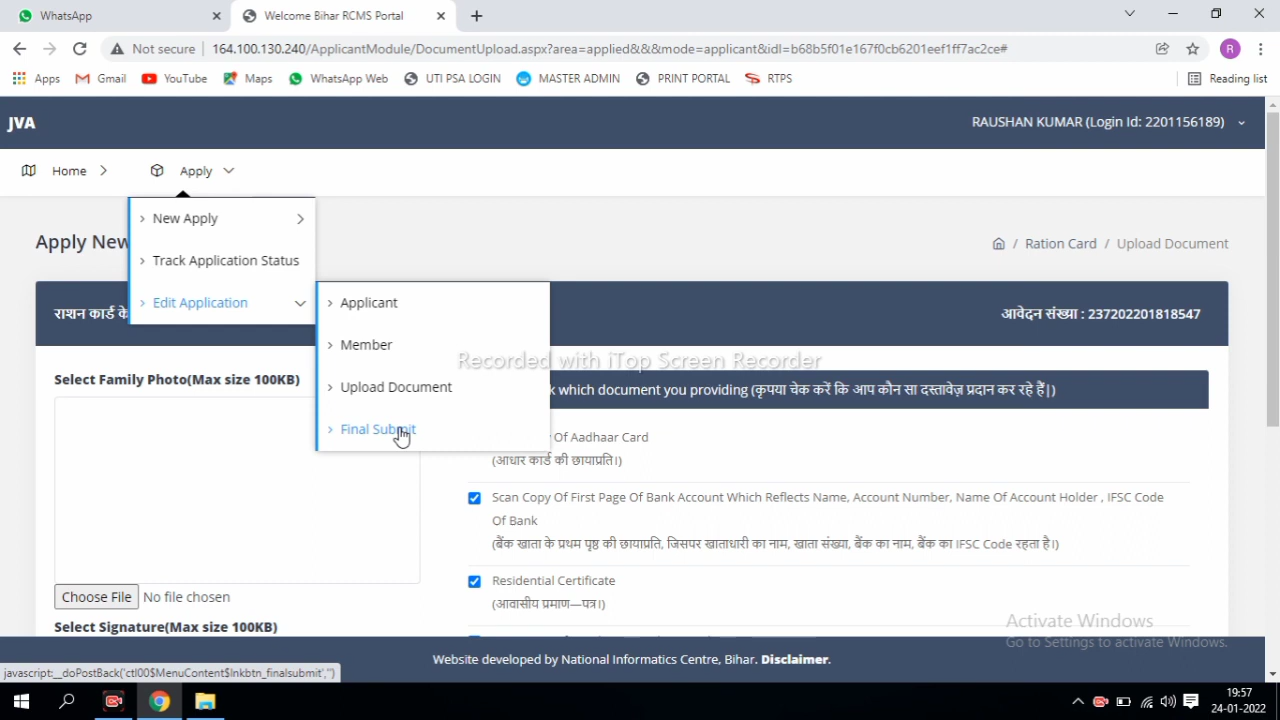 WhatsApp
Welcome Bihar RCMS Portal
Not secure
164.100.130.240/ApplicantModule/DocumentUpload.aspx?area=applied&&&mode=applicant&idl=b68b5f01e167f0cb6201eef1ff7ac2ce#
R
Apps
Gmail
YouTube
Maps
WhatsApp Web
UTI PSA LOGIN
MASTER ADMIN
PRINT PORTAL
RTPS
Reading list
JVA
RAUSHAN KUMAR (Login Id: 2201156189)
Home
Apply
New Apply
Track Application Status
Edit Application
Applicant
Member
Upload Document
Final Submit
Apply New
/ Ration Card / Upload Document
राशन कार्ड के
आवेदन संख्या : 237202201818547
Recorded with iTop Screen Recorder
Select Family Photo(Max size 100KB)
which document you providing (कृपया चेक करें कि आप कौन सा दस्तावेज़ प्रदान कर रहे हैं|)
Of Aadhaar Card
(आधार कार्ड की छायाप्रति।)
Scan Copy Of First Page Of Bank Account Which Reflects Name, Account Number, Name Of Account Holder , IFSC Code
Of Bank
(बैंक खाता के प्रथम पृष्ठ की छायाप्रति, जिसपर खाताधारी का नाम, खाता संख्या, बैंक का नाम, बैंक का IFSC Code रहता है।)
Residential Certificate
(आवासीय प्रमाण—पत्र।)
Choose File No file chosen
Select Signature(Max size 100KB)
Activate Windows
Go to Settings to activate Windows.
Website developed by National Informatics Centre, Bihar. Disclaimer.
javascript:__doPostBack('ctl00$MenuContent$lnkbtn_finalsubmit','')
19:57
24-01-2022